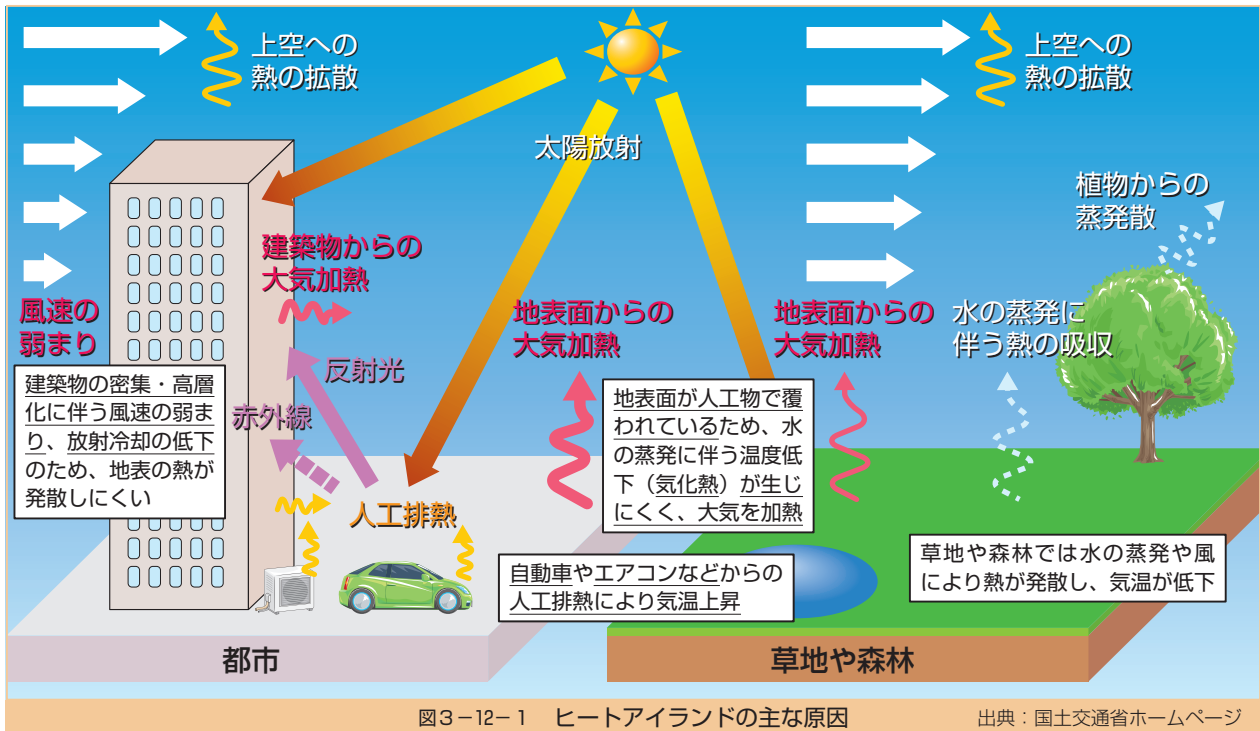 上空への
熱の拡散
太陽放射
上空への
熱の拡散
植物からの
蒸発散
建築物からの
大気加熱
風速の
弱まり
地表面からの
大気加熱
地表面からの
大気加熱
水の蒸発に
伴う熱の吸収
反射光
赤外線
建築物の密集・高層
化に伴う風速の弱ま
り、放射冷却の低下
のため、地表の熱が
発散しにくい
地表面が人工物で覆
われているため、水
の蒸発に伴う温度低
下（気化熱）が生じ
にくく、大気を加熱
人工排熱
自動車やエアコンなどからの
人工排熱により気温上昇
草地や森林では水の蒸発や風
により熱が発散し、気温が低下
都市
草地や森林
図３－12－１　ヒートアイランドの主な原因
出典：国土交通省ホームページ